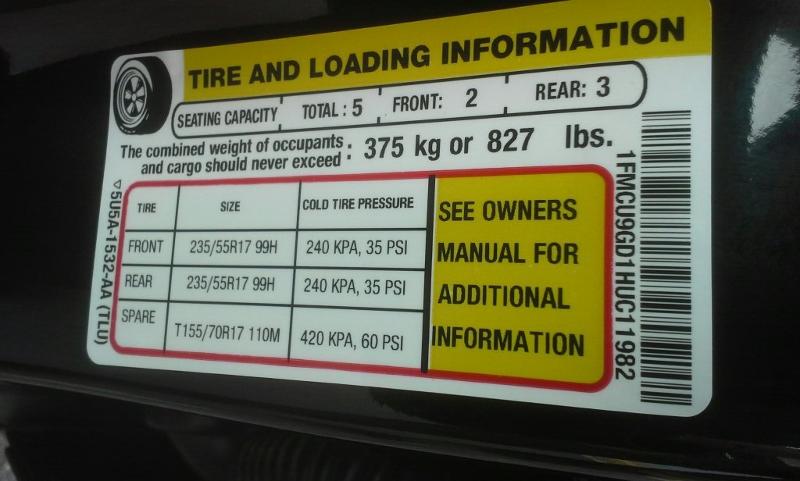 TIRE AND LOADING INFORMATION
SEATING CAPACITY TOTAL : 5 FRONT: 2 REAR: 3
The combined weight of occupants
and cargo should never exceed : 375 kg or 827 lbs.
TIRE SIZE COLD TIRE PRESSURE
FRONT 235/55R17 99H 240 KPA, 35 PSI
REAR 235/55R17 99H 240 KPA, 35 PSI
SPARE T155/70R17 110M 420 KPA, 60 PSI
SEE OWNERS
MANUAL FOR
ADDITIONAL
INFORMATION
▽5U5A-1532-AA (TLU)
1FMCU9GD1HUC11982